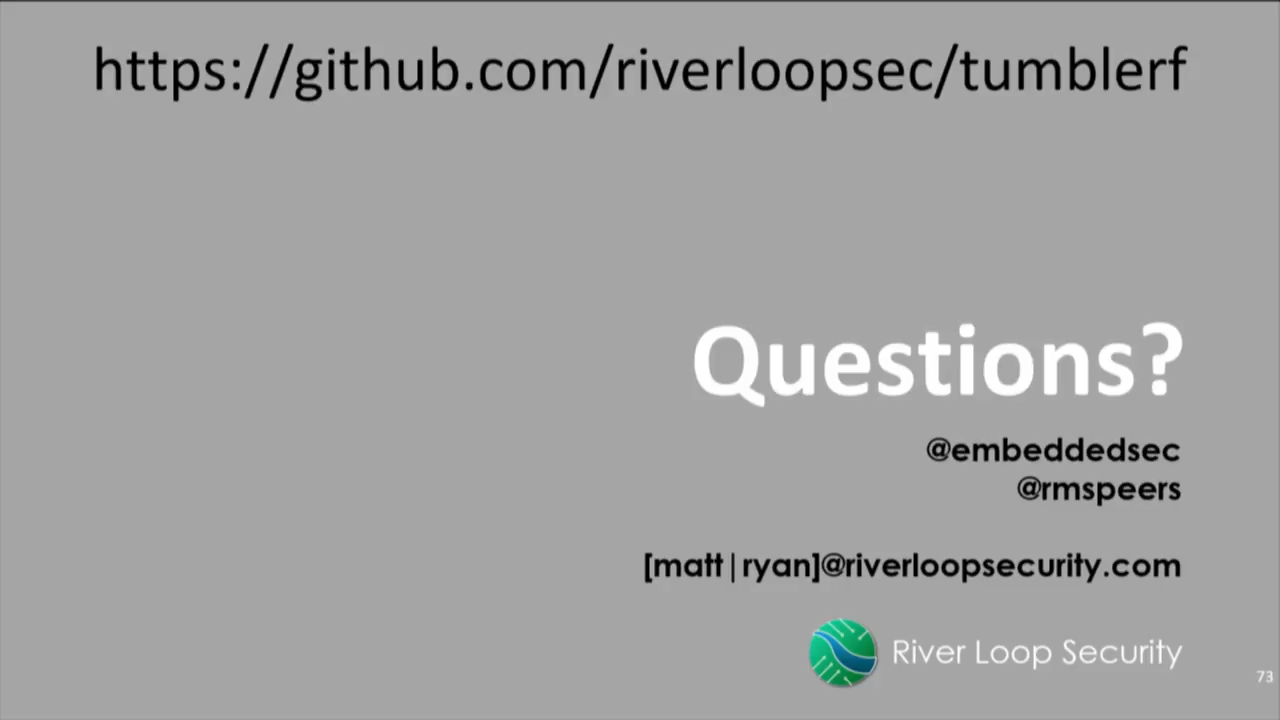 https://github.com/riverloopsec/tumblerf
Questions?
@embeddedsec
@rmspeers
[matt|ryan]@riverloopsecurity.com
River Loop Security
73